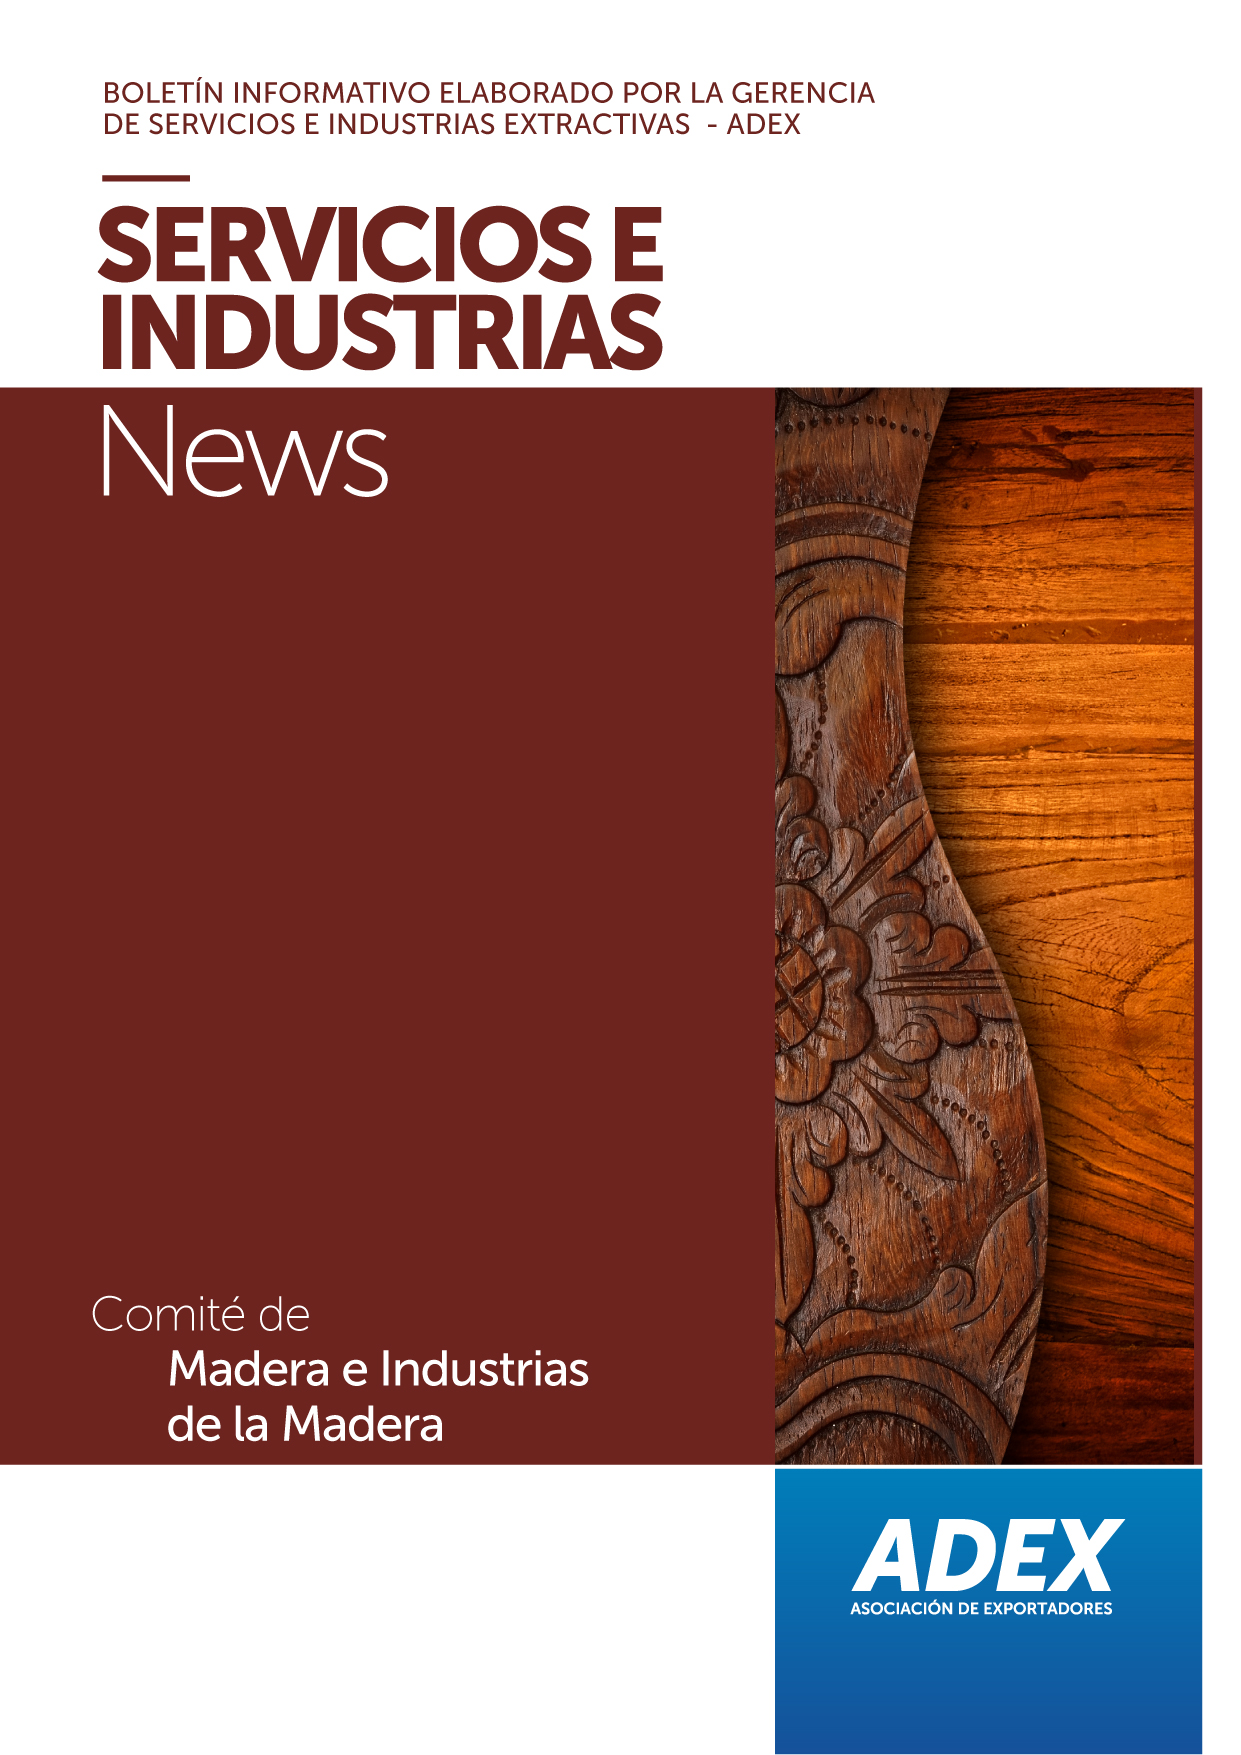 BOLETÍN INFORMATIVO ELABORADO POR LA GERENCIA
DE SERVICIOS E INDUSTRIAS EXTRACTIVAS - ADEX
SERVICIOS E
INDUSTRIAS
News
Comité de
Madera e Industrias
de la Madera
ADEX
ASOCIACIÓN DE EXPORTADORES